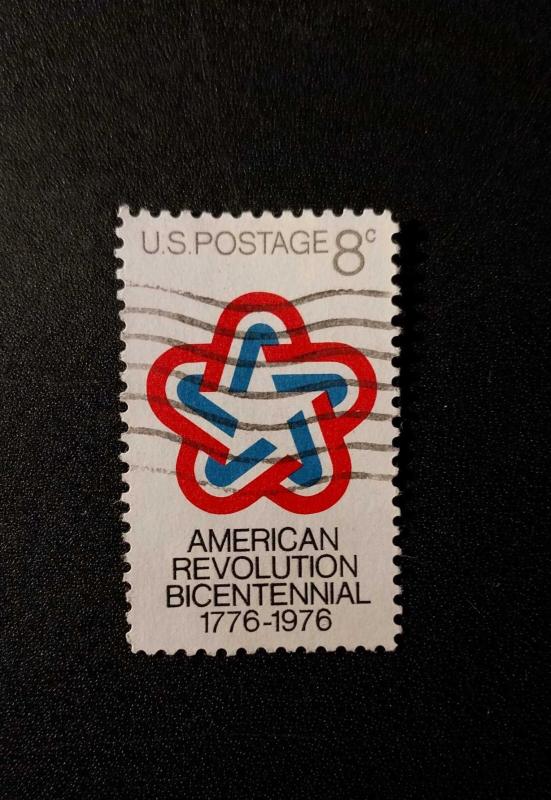 U.S. POSTAGE 8c
AMERICAN
REVOLUTION
BICENTENNIAL
1776-1976